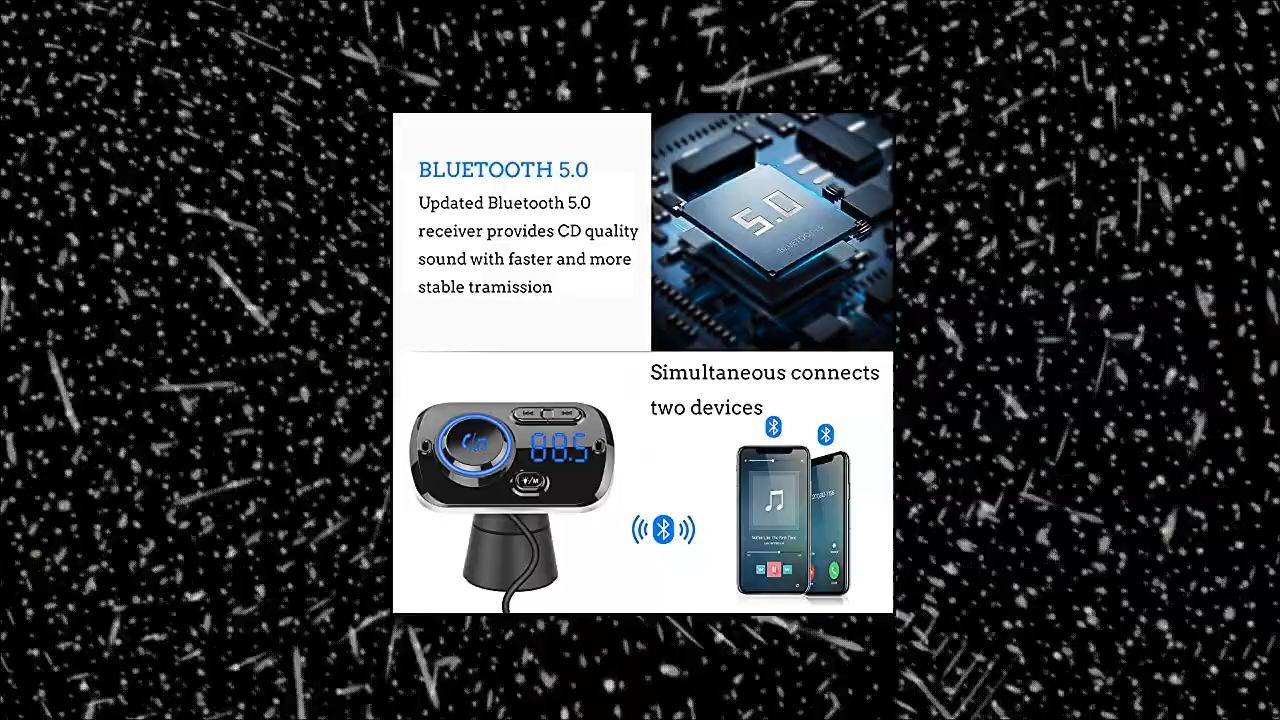 BLUETOOTH 5.0
Updated Bluetooth 5.0
receiver provides CD quality
sound with faster and more
stable tramission
5.0
BLUETOOTH
Simultaneous connects
two devices
88.5